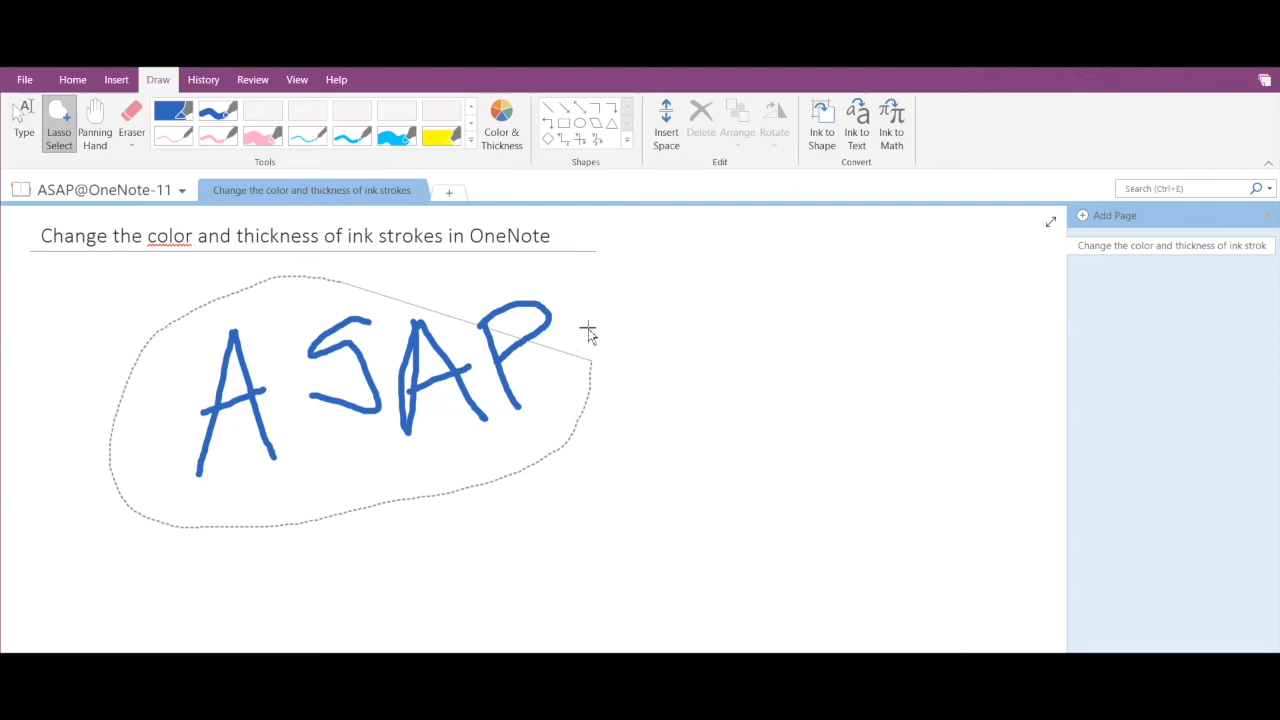 File Home Insert Draw History Review View Help
Type Lasso Select Panning Hand Eraser Color & Thickness Insert Space Delete Arrange Rotate Ink to Shape Ink to Text Ink to Math
Tools Shapes Edit Convert
ASAP@OneNote-11 Change the color and thickness of ink strokes + Search (Ctrl+E)
Add Page
Change the color and thickness of ink strokes in OneNote
Change the color and thickness of ink strok
A SAP